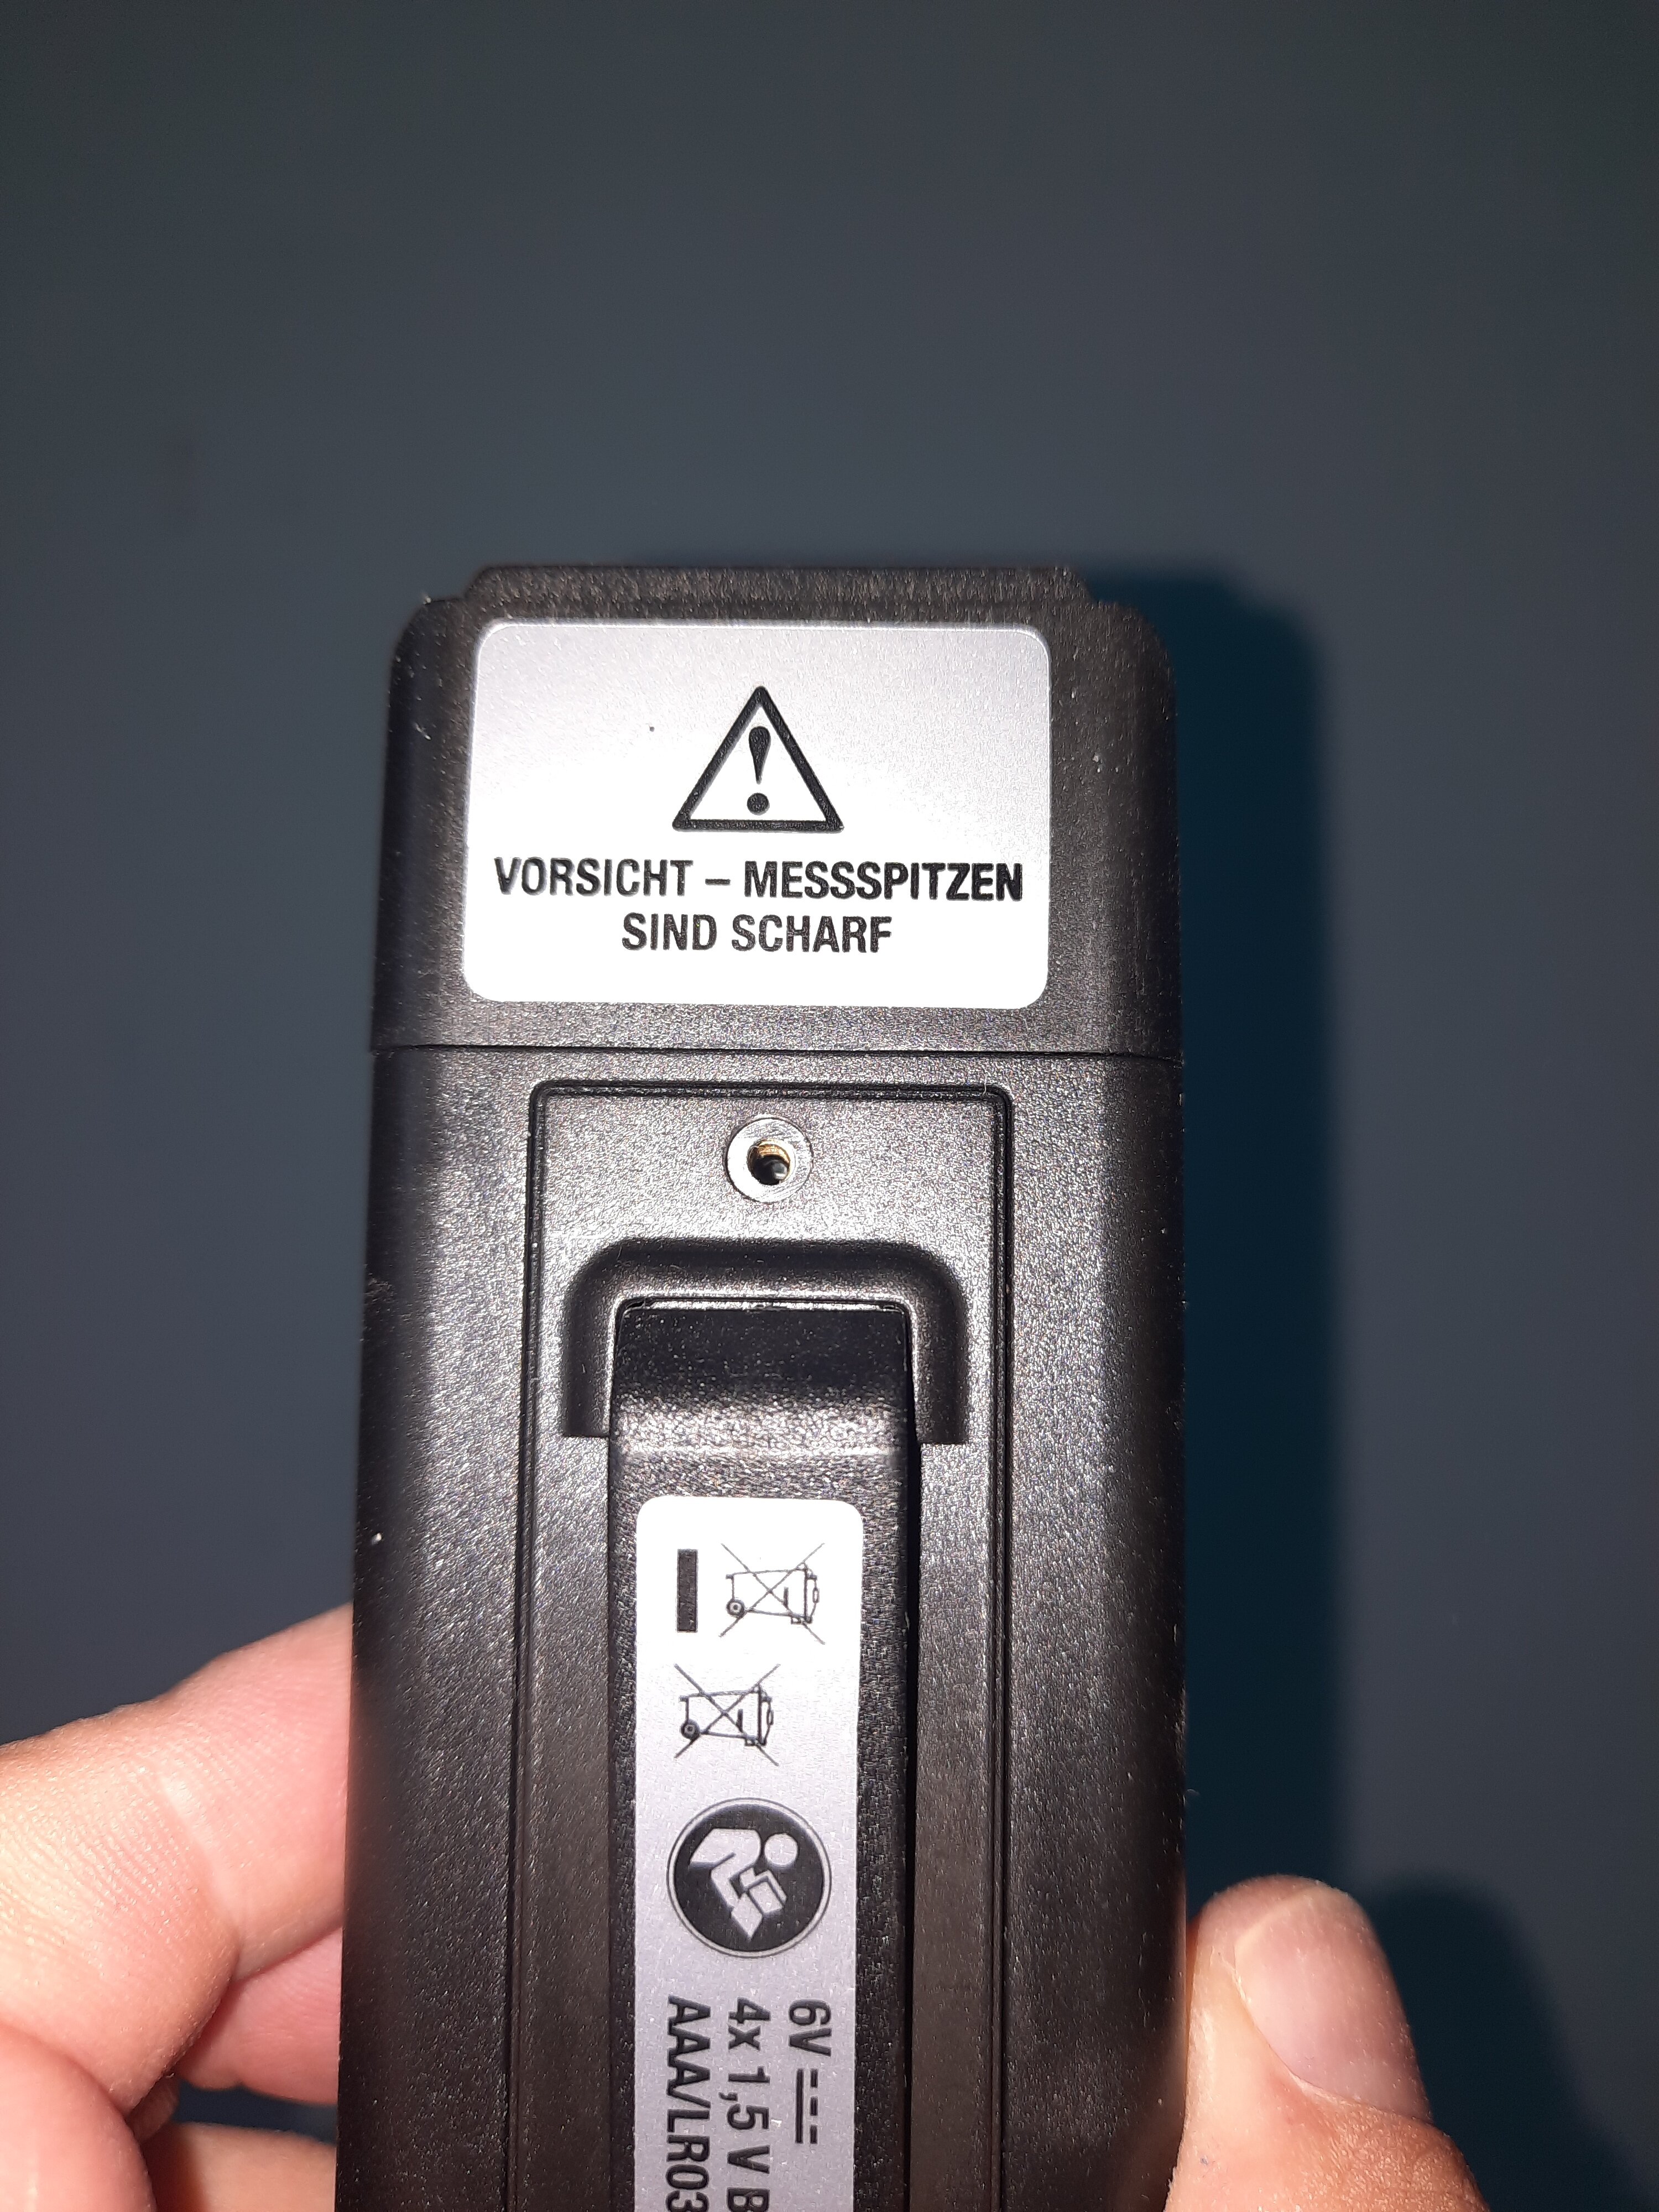 VORSICHT – MESSSPITZEN
SIND SCHARF
6V
4x 1,5 V
AAA/LR03